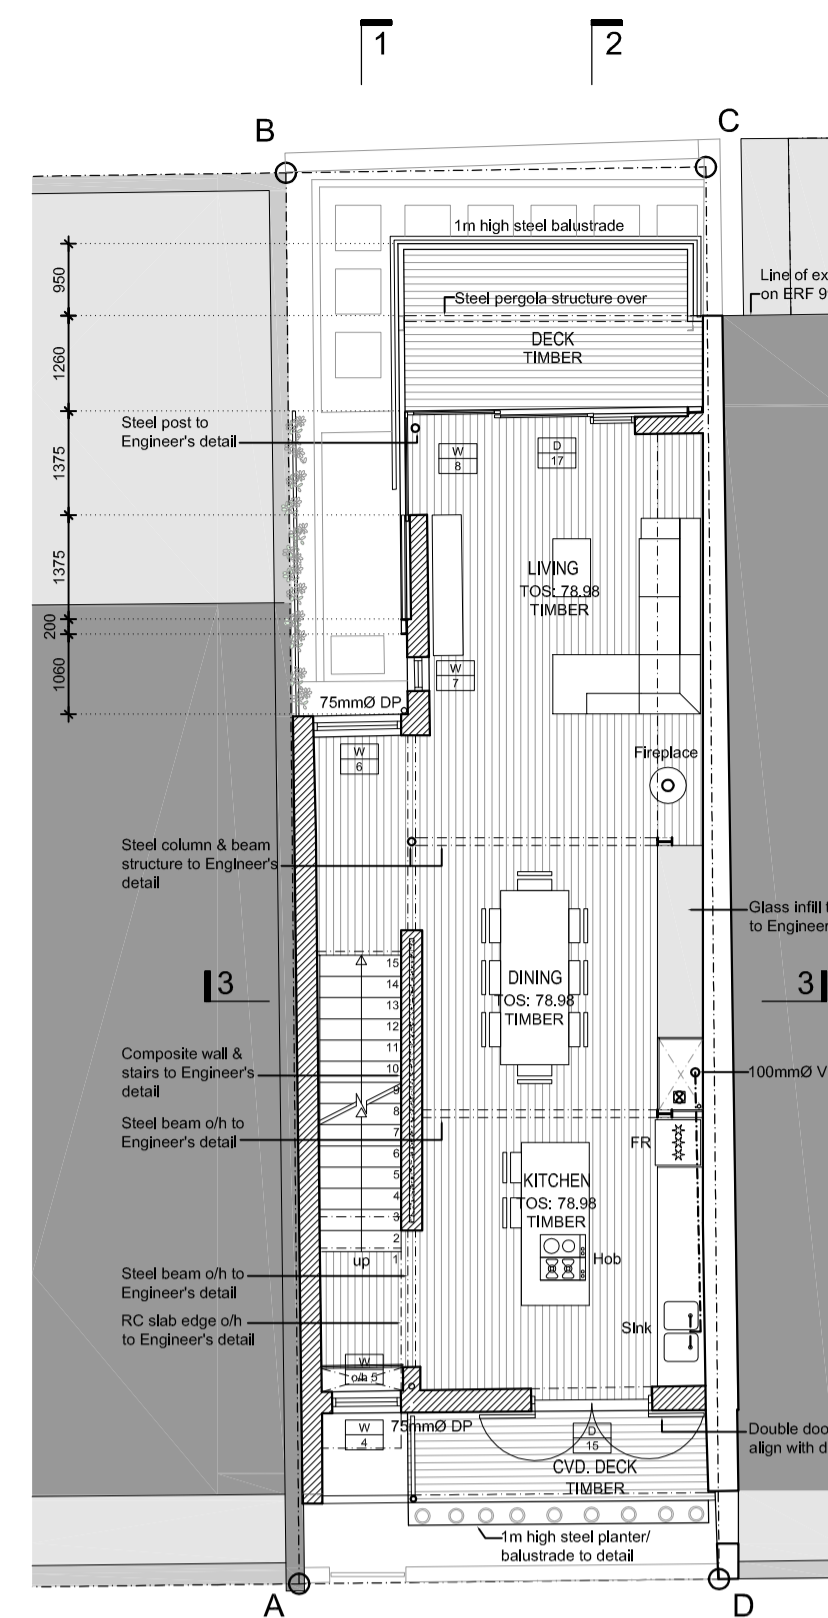 1
2
B
C
1m high steel balustrade
950
Line of ex
on ERF 9
Steel pergola structure over
DECK
TIMBER
1260
Steel post to
Engineer's detail
W
8
D
17
1375
1375
LIVING
TOS: 78.98
TIMBER
200
1060
W
7
75mmØ DP
W
6
Fireplace
Steel column & beam
structure to Engineer's
detail
Glass infill
to Engineer
DINING
TOS: 78.98
TIMBER
3
3
15
14
13
12
11
10
9
8
7
6
5
4
3
2
1
up
Composite wall &
stairs to Engineer's
detail
100mmØ V
Steel beam o/h to
Engineer's detail
FR
KITCHEN
TOS: 78.98
TIMBER
Hob
Steel beam o/h to
Engineer's detail
RC slab edge o/h
to Engineer's detail
Sink
W
o/h 5
W
4
75mmØ DP
D
15
Double doo
align with d
CVD. DECK
TIMBER
1m high steel planter/
balustrade to detail
A
D